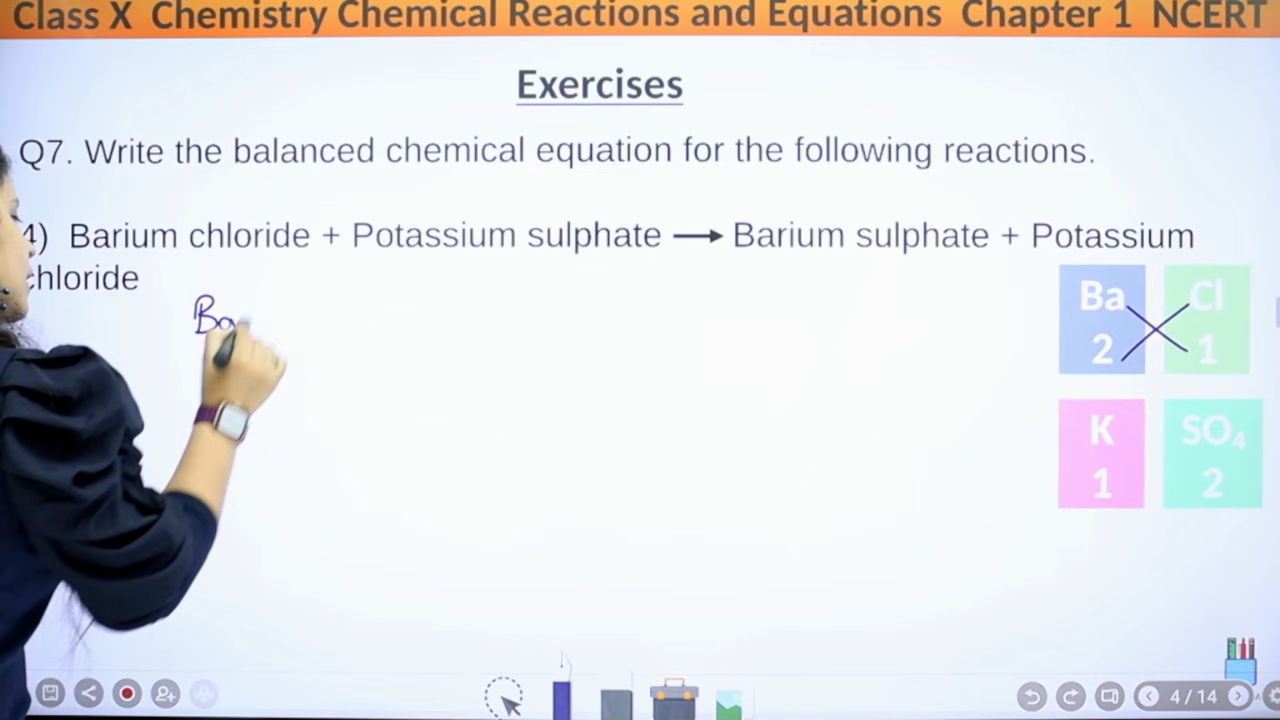 Class X Chemistry Chemical Reactions and Equations Chapter 1 NCERT
Exercises
Q7. Write the balanced chemical equation for the following reactions.
4) Barium chloride + Potassium sulphate ⟶ Barium sulphate + Potassium
chloride
Ba Cl
2 1
Ba
K SO₄
1 2
4 / 14